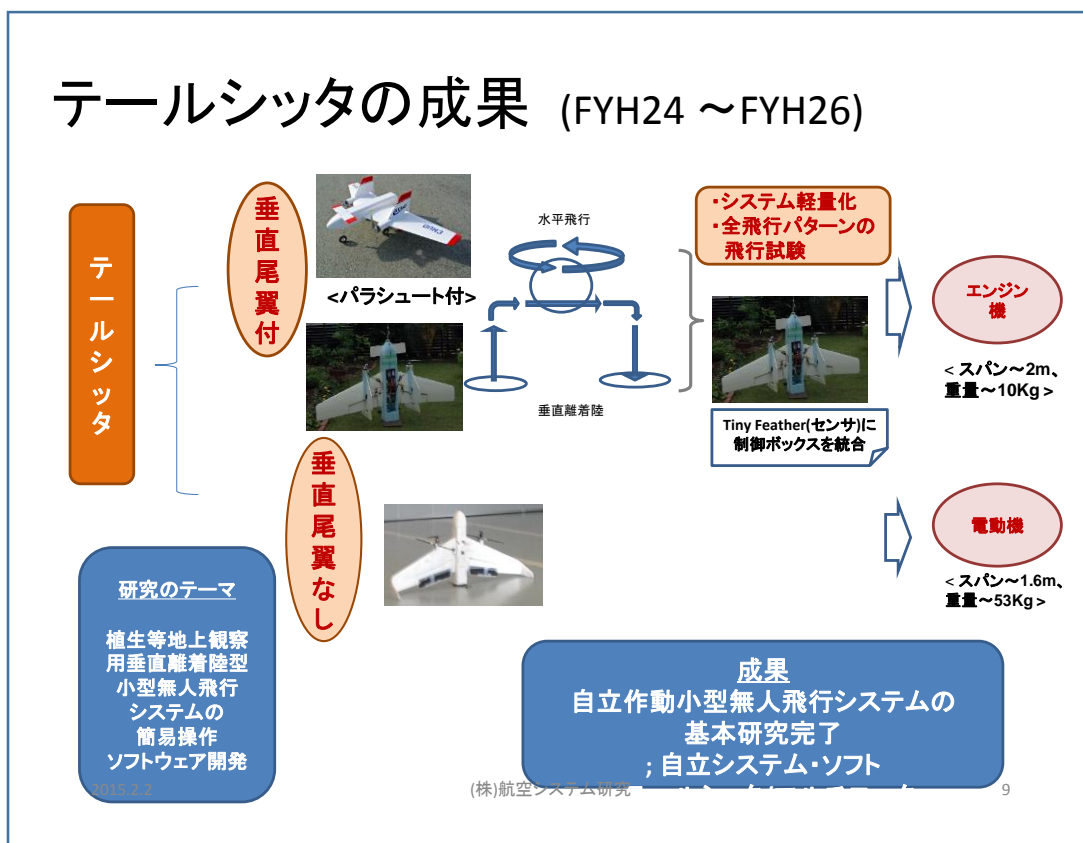 テールシッタの成果 (FYH24 ～FYH26)
テールシッタ
垂直尾翼付
<パラシュート付>
水平飛行
垂直離着陸
・システム軽量化
・全飛行パターンの
飛行試験
Tiny Feather(センサ)に
制御ボックスを統合
エンジン
機
< スパン～2m、
重量～10Kg >
垂直尾翼なし
電動機
< スパン～1.6m、
重量～53Kg >
研究のテーマ
植生等地上観察
用垂直離着陸型
小型無人飛行
システムの
簡易操作
ソフトウェア開発
成果
自立作動小型無人飛行システムの
基本研究完了
; 自立システム・ソフト
2015.2.2
(株)航空システム研究
9